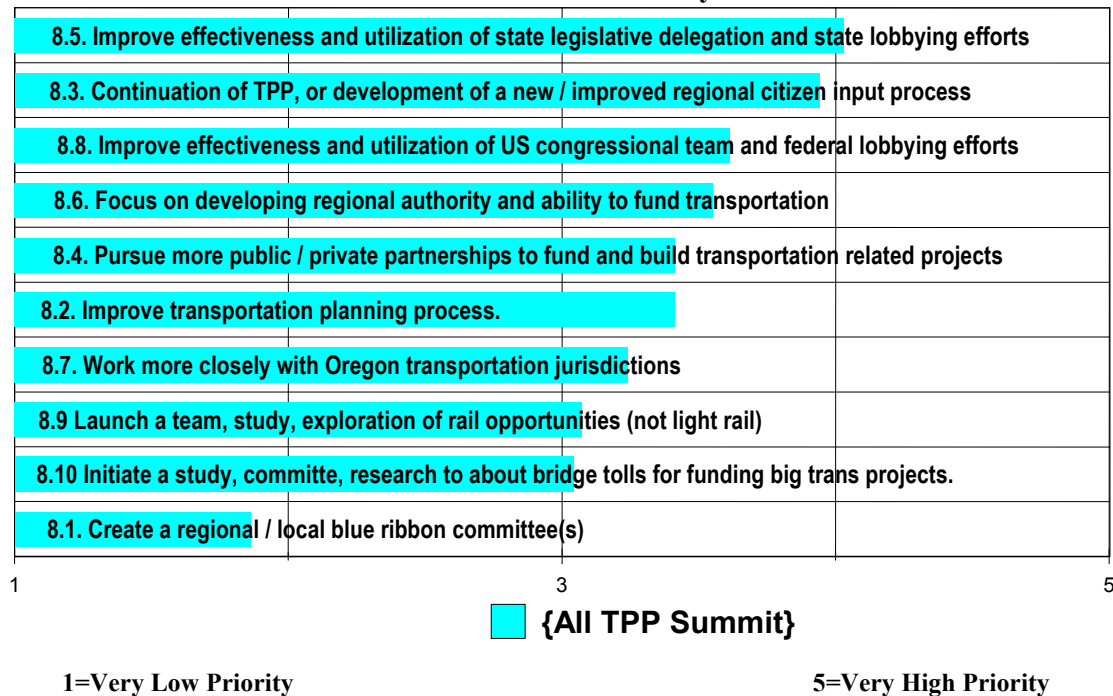 8.5. Improve effectiveness and utilization of state legislative delegation and state lobbying efforts
8.3. Continuation of TPP, or development of a new / improved regional citizen input process
8.8. Improve effectiveness and utilization of US congressional team and federal lobbying efforts
8.6. Focus on developing regional authority and ability to fund transportation
8.4. Pursue more public / private partnerships to fund and build transportation related projects
8.2. Improve transportation planning process.
8.7. Work more closely with Oregon transportation jurisdictions
8.9 Launch a team, study, exploration of rail opportunities (not light rail)
8.10 Initiate a study, committe, research to about bridge tolls for funding big trans projects.
8.1. Create a regional / local blue ribbon committee(s)
1 3 5
{All TPP Summit}
1=Very Low Priority 5=Very High Priority